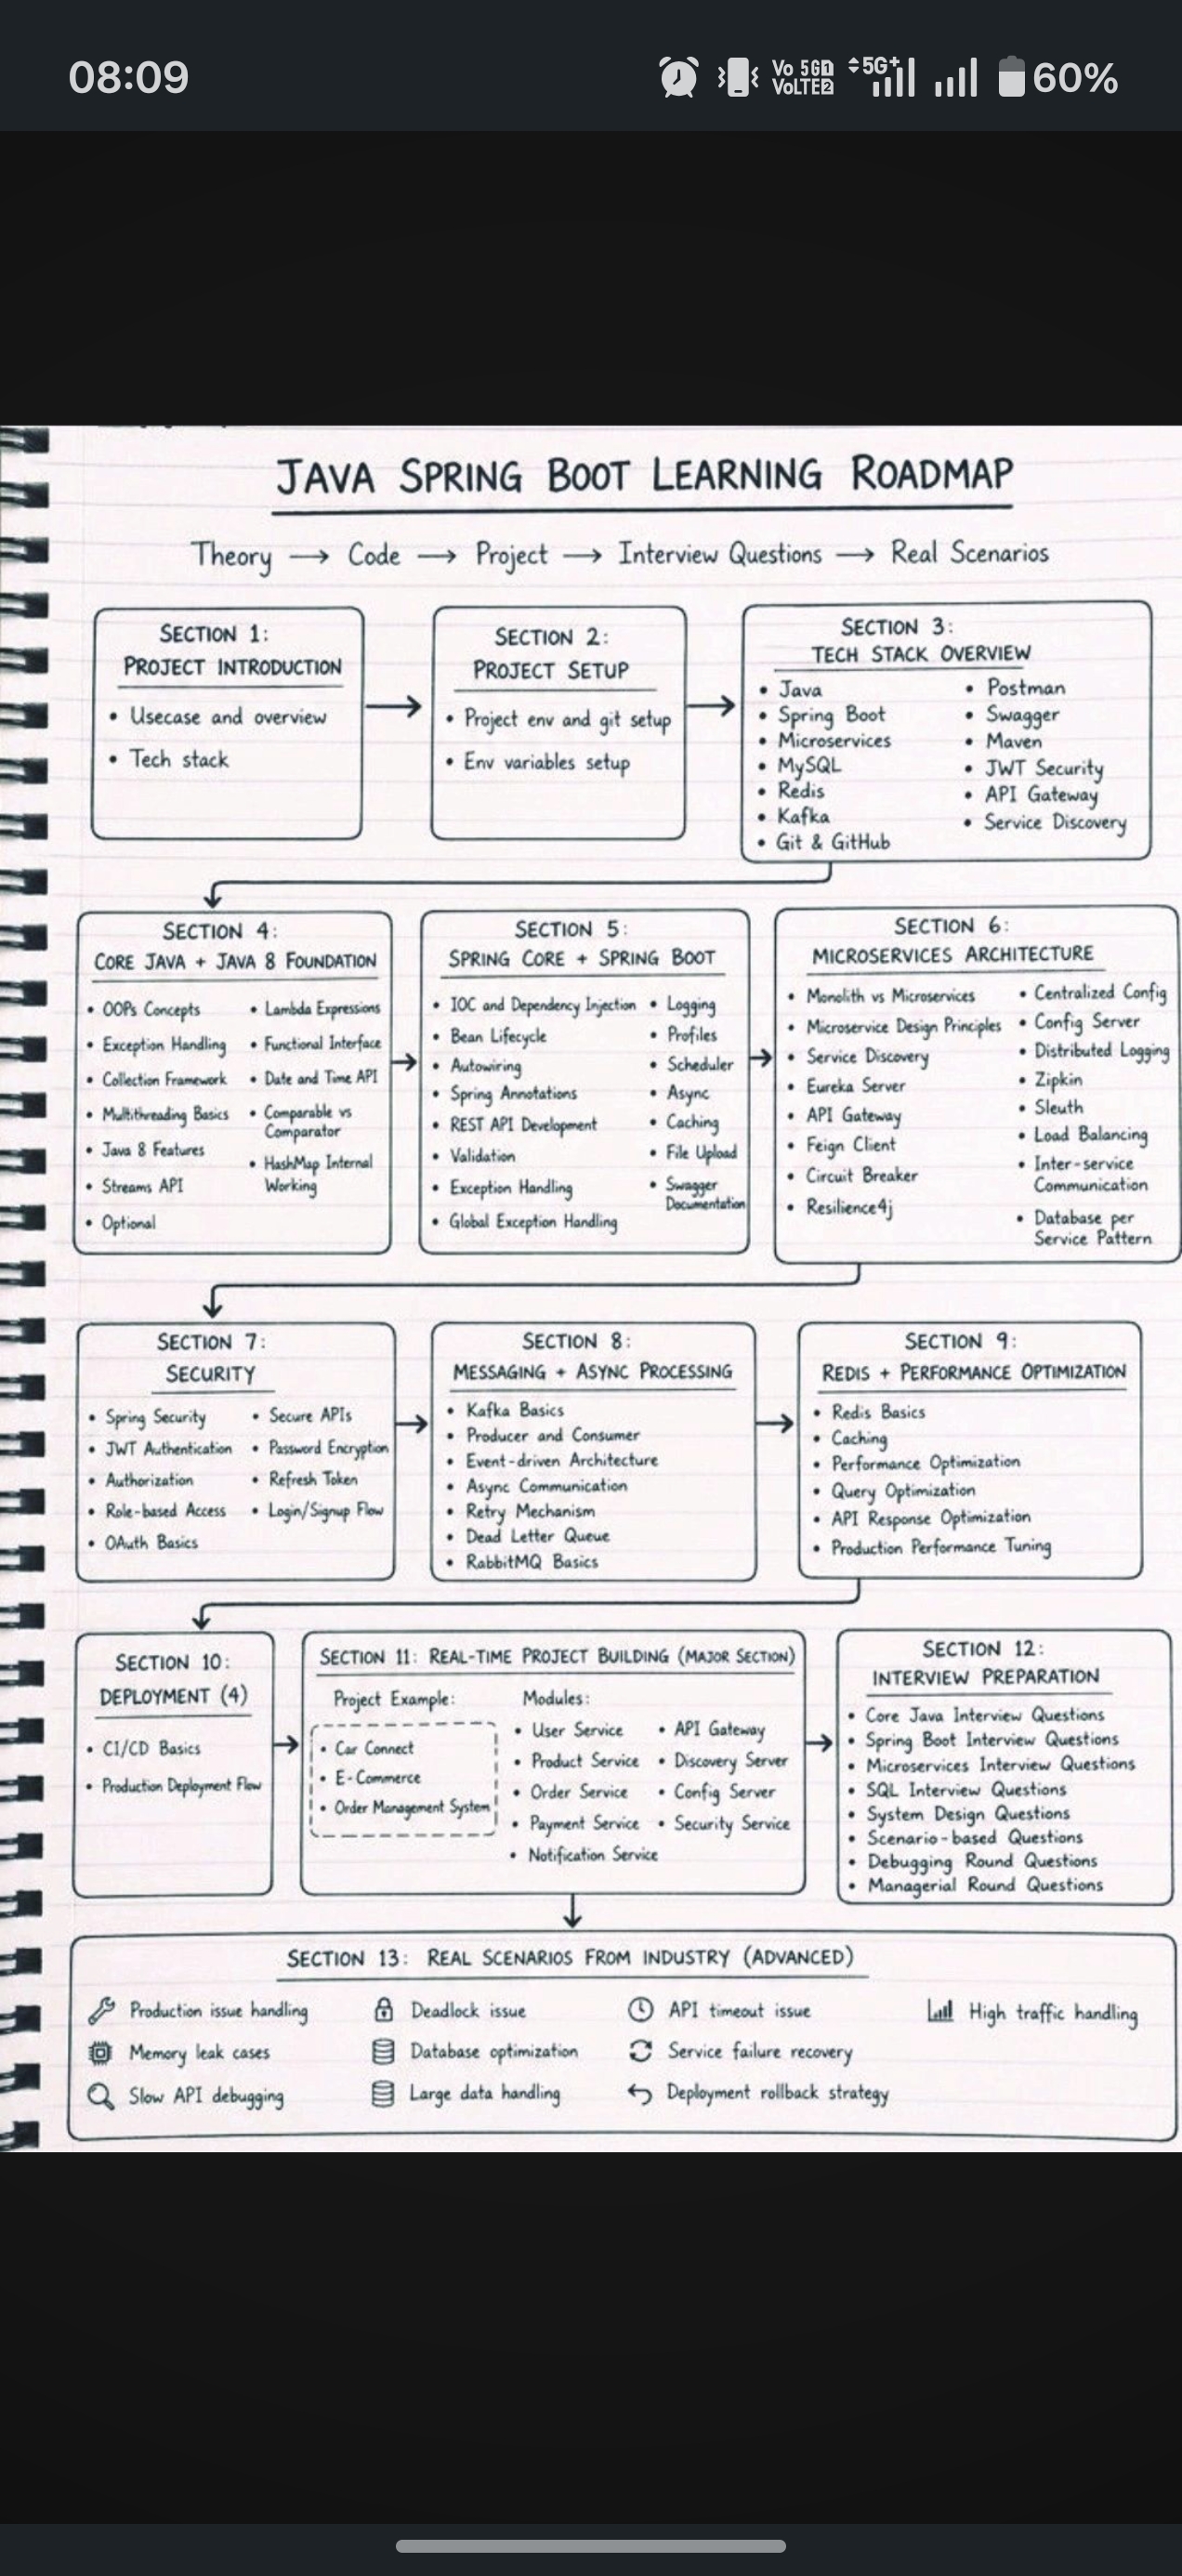 08:09
Vo 5G1
VoLTE2
5G+
60%
JAVA SPRING BOOT LEARNING ROADMAP
Theory → Code → Project → Interview Questions → Real Scenarios
SECTION 1:
PROJECT INTRODUCTION
• Usecase and overview
• Tech stack
SECTION 2:
PROJECT SETUP
• Project env and git setup
• Env variables setup
SECTION 3:
TECH STACK OVERVIEW
• Java
• Spring Boot
• Microservices
• MySQL
• Redis
• Kafka
• Git & GitHub
• Postman
• Swagger
• Maven
• JWT Security
• API Gateway
• Service Discovery
SECTION 4:
CORE JAVA + JAVA 8 FOUNDATION
• OOPs Concepts
• Exception Handling
• Collection Framework
• Multithreading Basics
• Java 8 Features
• Streams API
• Optional
• Lambda Expressions
• Functional Interface
• Date and Time API
• Comparable vs
Comparator
• HashMap Internal
Working
SECTION 5:
SPRING CORE + SPRING BOOT
• IOC and Dependency Injection
• Bean Lifecycle
• Autowiring
• Spring Annotations
• REST API Development
• Validation
• Exception Handling
• Global Exception Handling
• Logging
• Profiles
• Scheduler
• Async
• Caching
• File Upload
• Swagger
Documentation
SECTION 6:
MICROSERVICES ARCHITECTURE
• Monolith vs Microservices
• Microservice Design Principles
• Service Discovery
• Eureka Server
• API Gateway
• Feign Client
• Circuit Breaker
• Resilience4j
• Centralized Config
• Config Server
• Distributed Logging
• Zipkin
• Sleuth
• Load Balancing
• Inter-service
Communication
• Database per
Service Pattern
SECTION 7:
SECURITY
• Spring Security
• JWT Authentication
• Authorization
• Role-based Access
• OAuth Basics
• Secure APIs
• Password Encryption
• Refresh Token
• Login/Signup Flow
SECTION 8:
MESSAGING + ASYNC PROCESSING
• Kafka Basics
• Producer and Consumer
• Event-driven Architecture
• Async Communication
• Retry Mechanism
• Dead Letter Queue
• RabbitMQ Basics
SECTION 9:
REDIS + PERFORMANCE OPTIMIZATION
• Redis Basics
• Caching
• Performance Optimization
• Query Optimization
• API Response Optimization
• Production Performance Tuning
SECTION 10:
DEPLOYMENT (4)
• CI/CD Basics
• Production Deployment Flow
SECTION 11: REAL-TIME PROJECT BUILDING (MAJOR SECTION)
Project Example:
• Car Connect
• E-Commerce
• Order Management System
Modules:
• User Service
• Product Service
• Order Service
• Payment Service
• Notification Service
• API Gateway
• Discovery Server
• Config Server
• Security Service
SECTION 12:
INTERVIEW PREPARATION
• Core Java Interview Questions
• Spring Boot Interview Questions
• Microservices Interview Questions
• SQL Interview Questions
• System Design Questions
• Scenario-based Questions
• Debugging Round Questions
• Managerial Round Questions
SECTION 13: REAL SCENARIOS FROM INDUSTRY (ADVANCED)
Production issue handling
Memory leak cases
Slow API debugging
Deadlock issue
Database optimization
Large data handling
API timeout issue
Service failure recovery
Deployment rollback strategy
High traffic handling